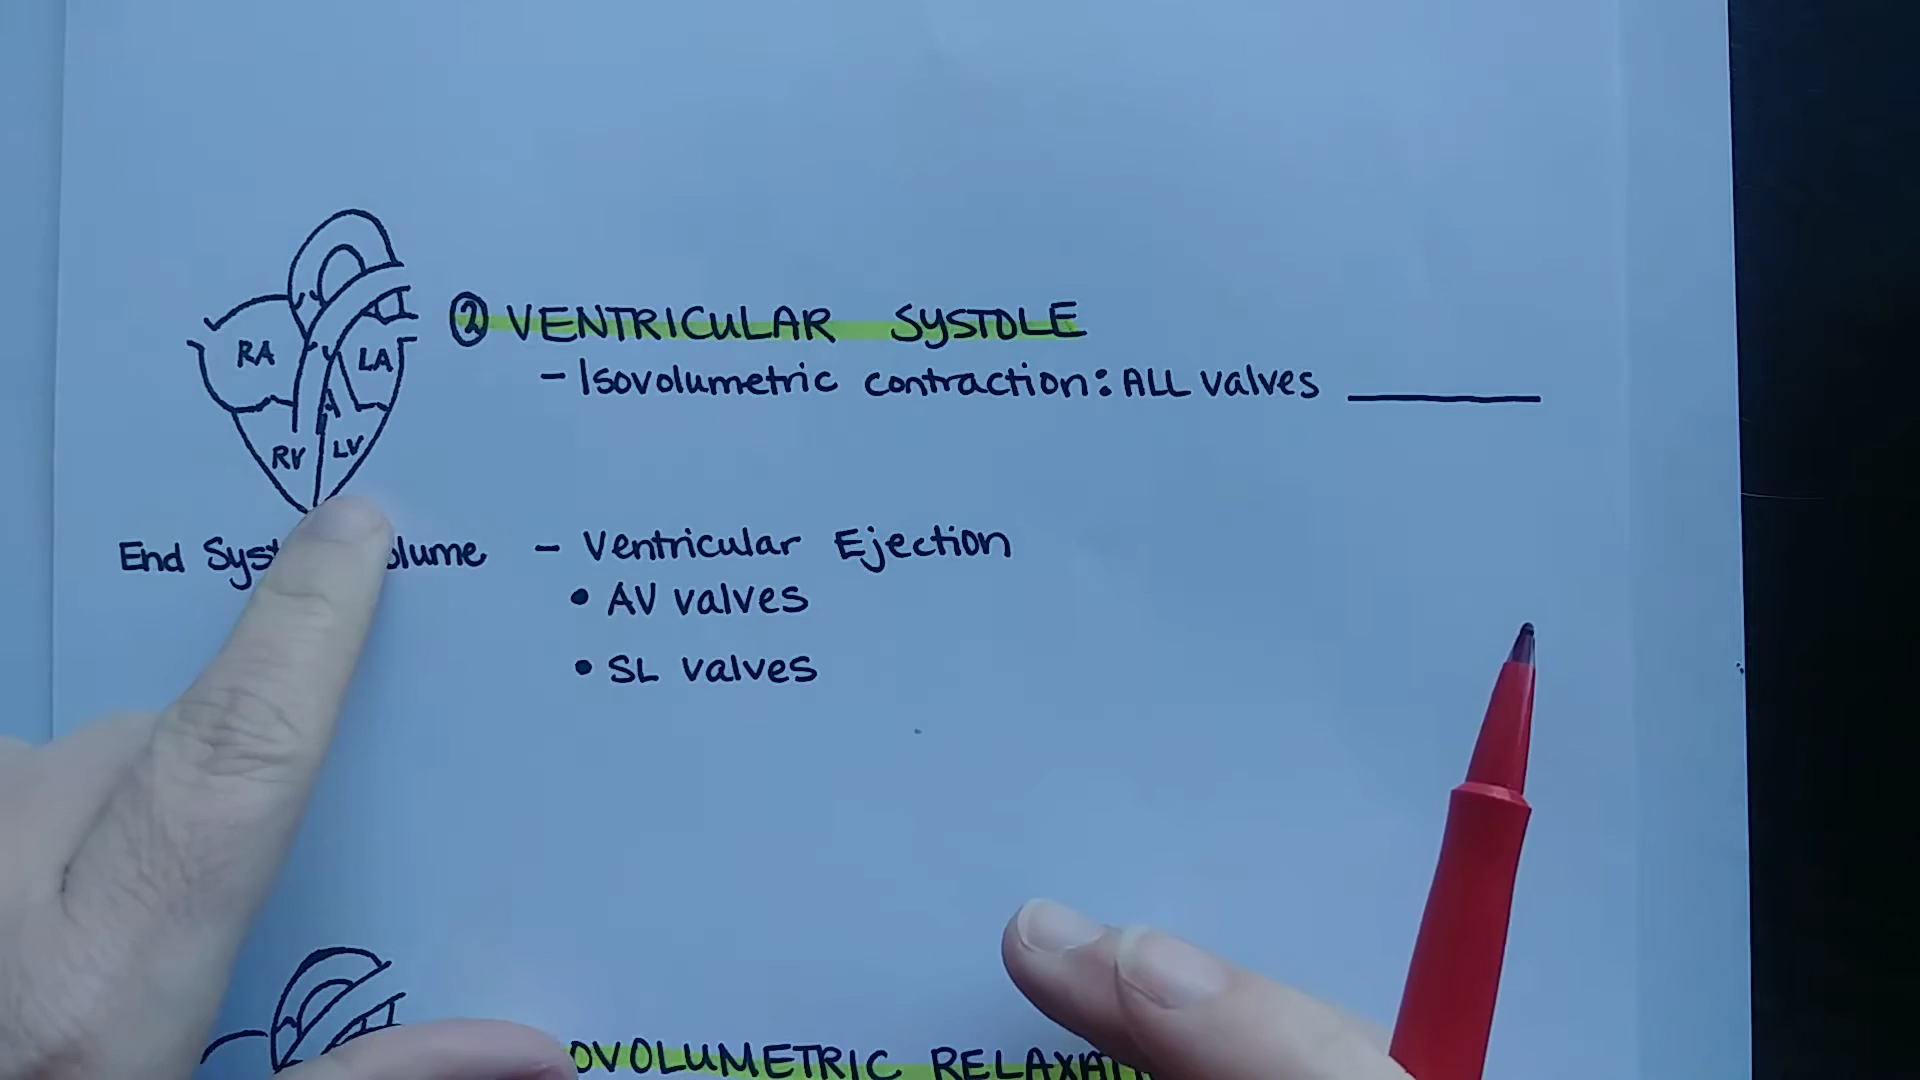 ② VENTRICULAR SYSTOLE
- Isovolumetric contraction: ALL valves
RA
LA
RV
LV
End Syst olume
- Ventricular Ejection
• AV valves
• SL valves
OVOLUMETRIC RELAXAT